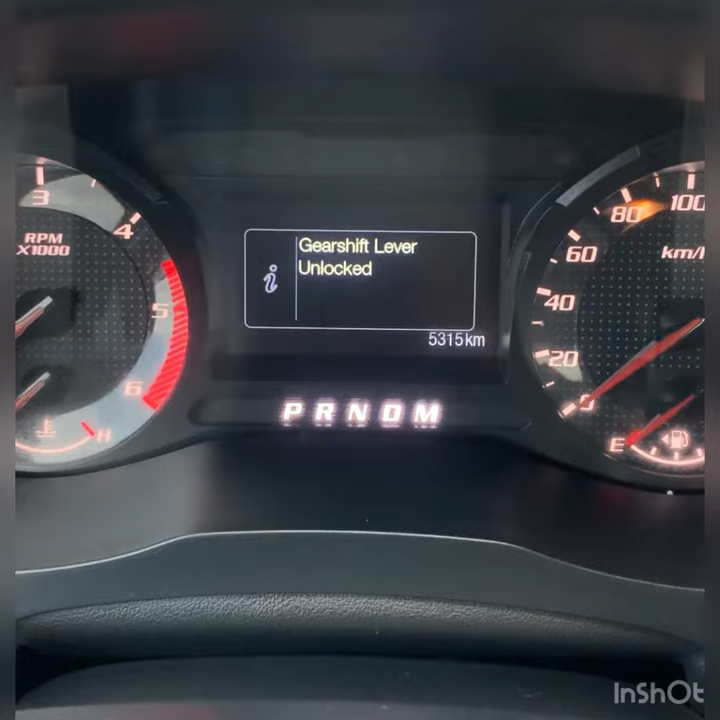 3
4
RPM
X1000
5
6
H
Gearshift Lever
Unlocked
5315km
PRNDM
100
80
60
km/h
40
20
0
E
InShOt